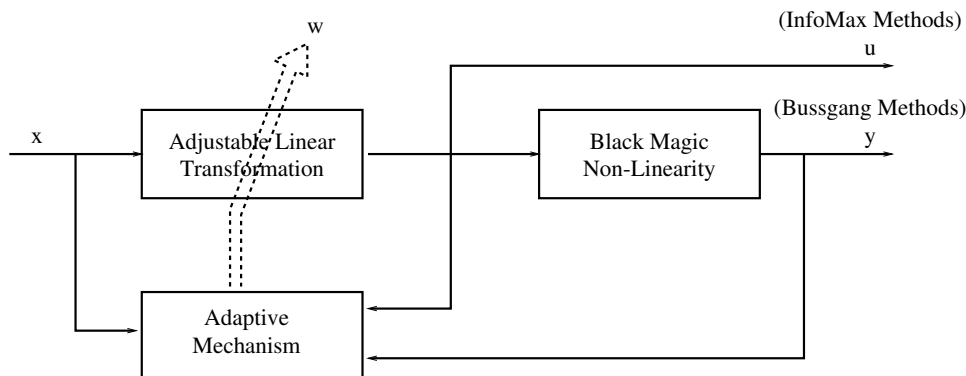 (InfoMax Methods)
w
u
(Bussgang Methods)
x
Adjustable Linear
Transformation
Black Magic
Non-Linearity
y
Adaptive
Mechanism